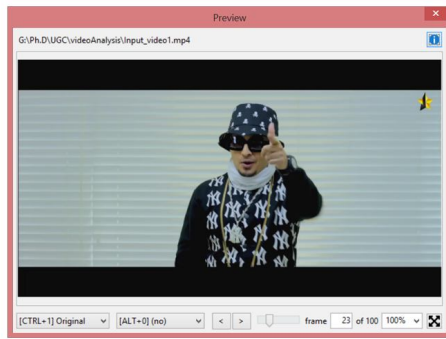 Preview
G:\Ph.D\UGC\videoAnalysis\Input_video1.mp4
[CTRL+1] Original [ALT+0] (no) < > frame 23 of 100 100%